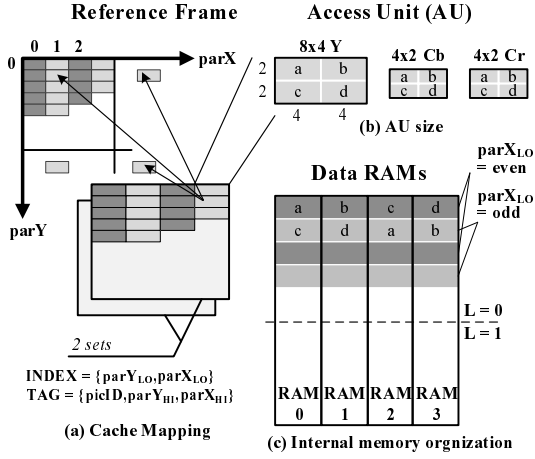 Reference Frame
Access Unit (AU)
0 1 2
parX
0
parY
8x4 Y
4x2 Cb
4x2 Cr
2 a b
2 c d
4 4
a b
c d
a b
c d
(b) AU size
Data RAMs
parXLO = even
parXLO = odd
a b c d
c d a b
L = 0
L = 1
RAM 0
RAM 1
RAM 2
RAM 3
2 sets
INDEX = {parYLO,parXLO}
TAG = {picID,parYHI,parXHI}
(a) Cache Mapping
(c) Internal memory orgnization